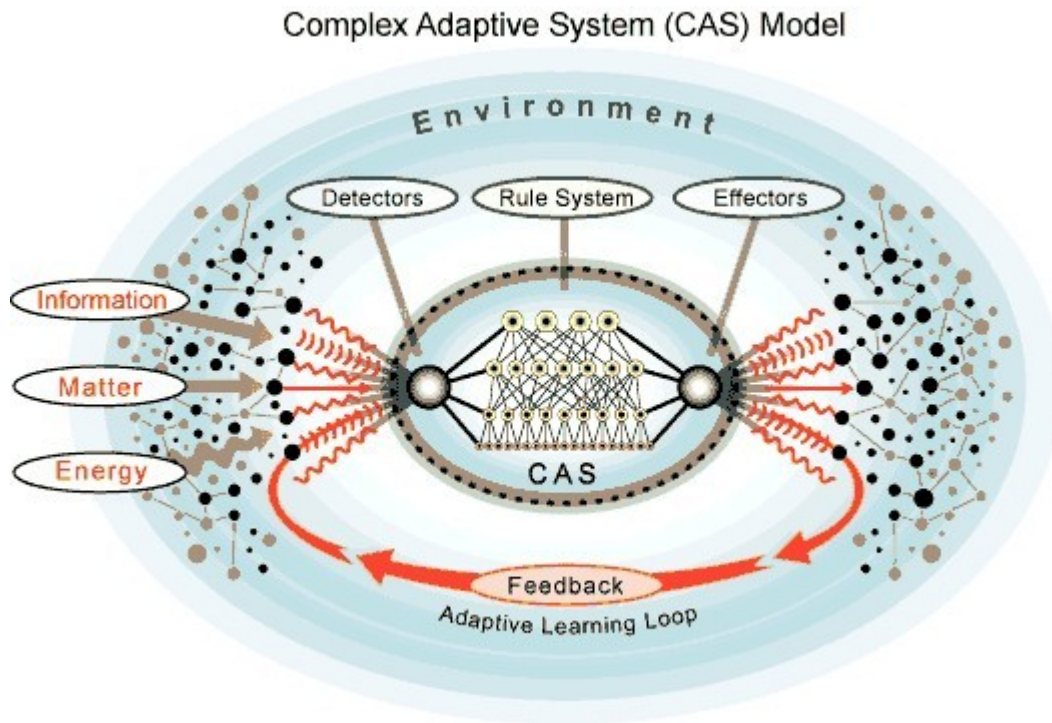 Complex Adaptive System (CAS) Model
Environment
Detectors
Rule System
Effectors
Information
Matter
Energy
CAS
Feedback
Adaptive Learning Loop